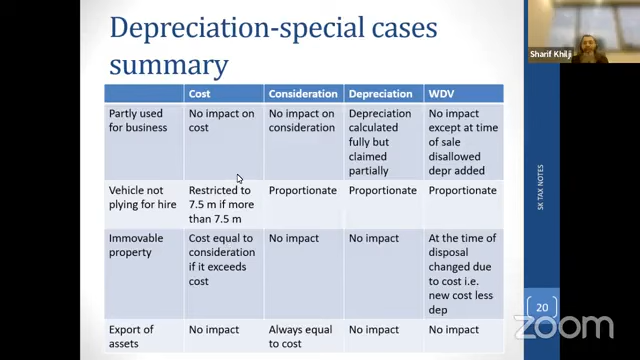 Depreciation-special cases
summary
Sharif Khilji
Cost
Consideration
Depreciation
WDV
Partly used
for business
No impact on
cost
No impact on
consideration
Depreciation
calculated
fully but
claimed
partially
No impact
except at time
of sale
disallowed
depr added
Vehicle not
plying for hire
Restricted to
7.5 m if more
than 7.5 m
Proportionate
Proportionate
Proportionate
Immovable
property
Cost equal to
consideration
if it exceeds
cost
No impact
No impact
At the time of
disposal
changed due
to cost i.e.
new cost less
dep
Export of
assets
No impact
Always equal
to cost
No impact
No impact
SK TAX NOTES
20
zoom